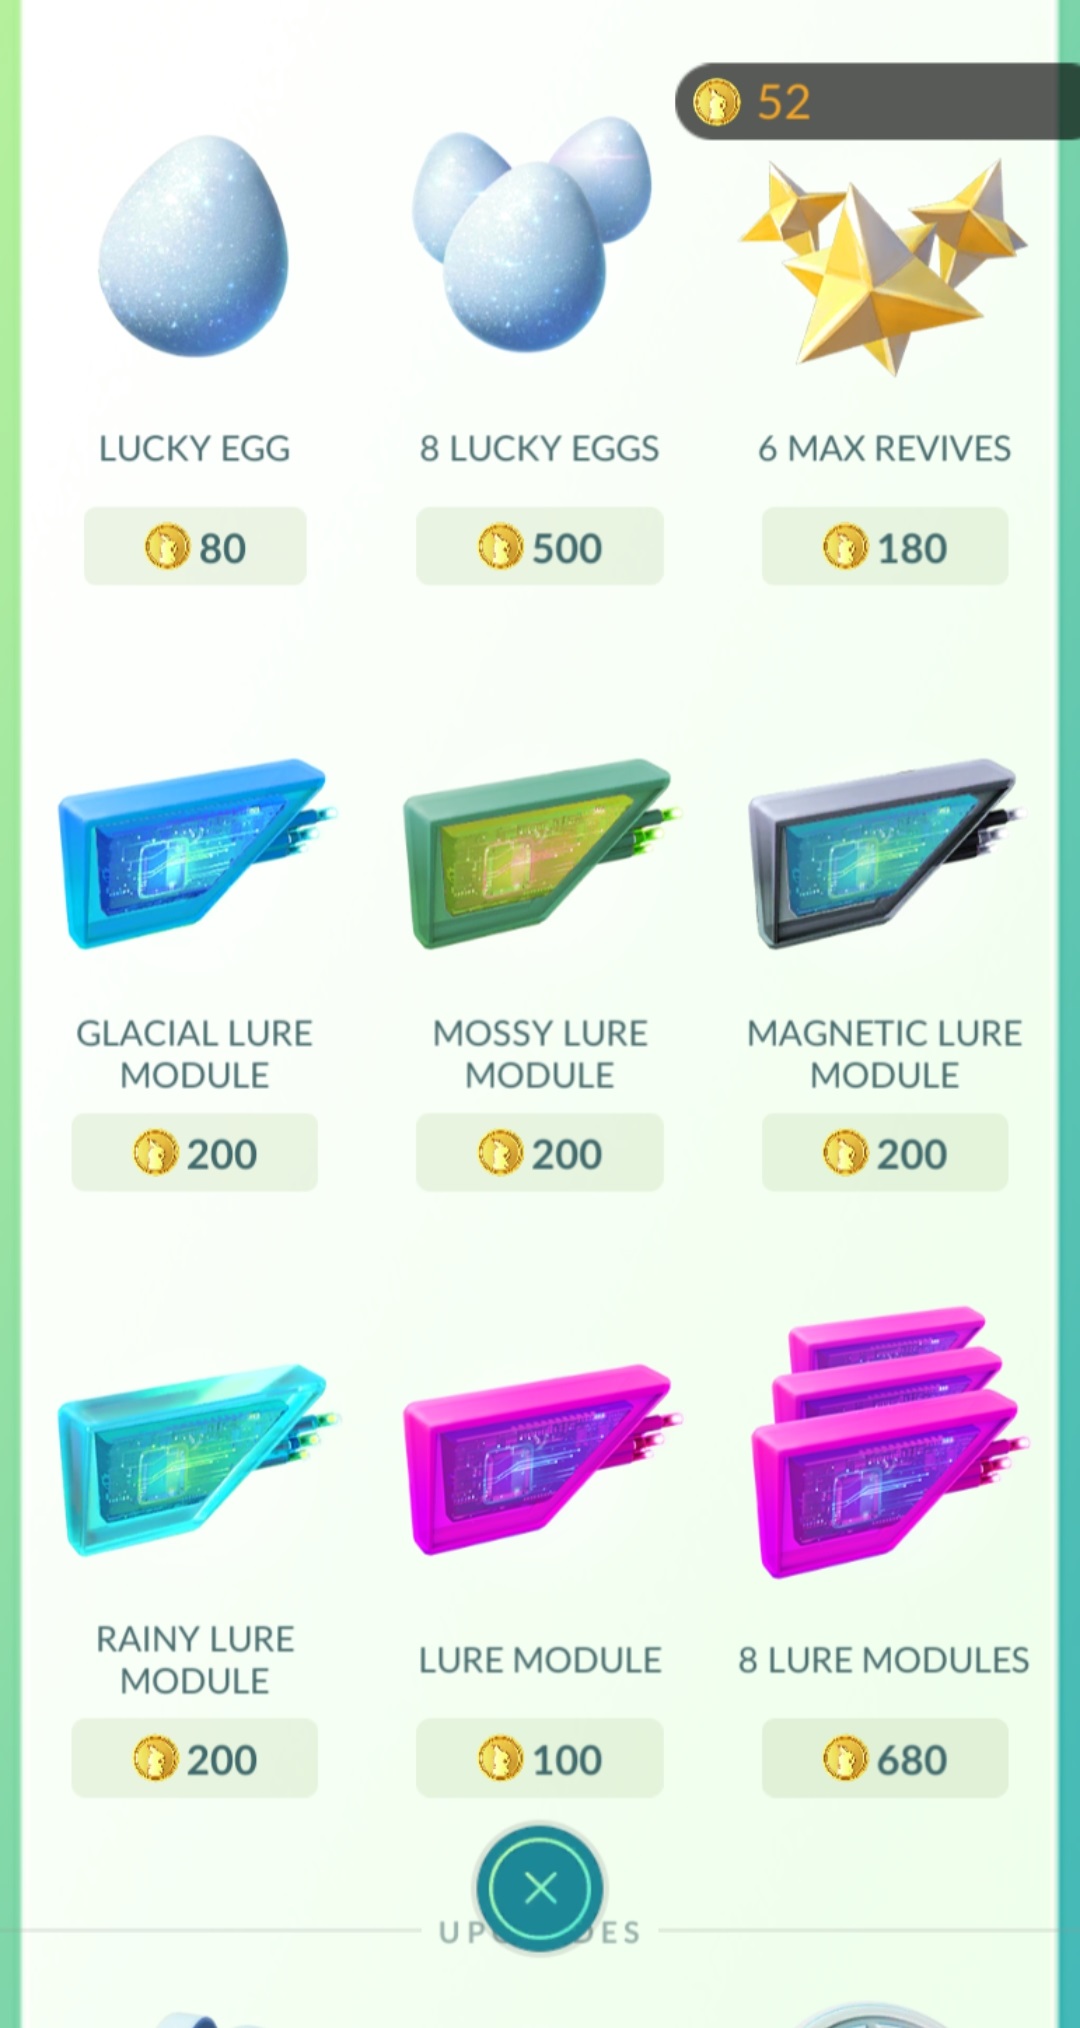 52
LUCKY EGG
8 LUCKY EGGS
6 MAX REVIVES
80
500
180
GLACIAL LURE
MODULE
MOSSY LURE
MODULE
MAGNETIC LURE
MODULE
200
200
200
RAINY LURE
MODULE
LURE MODULE
8 LURE MODULES
200
100
680